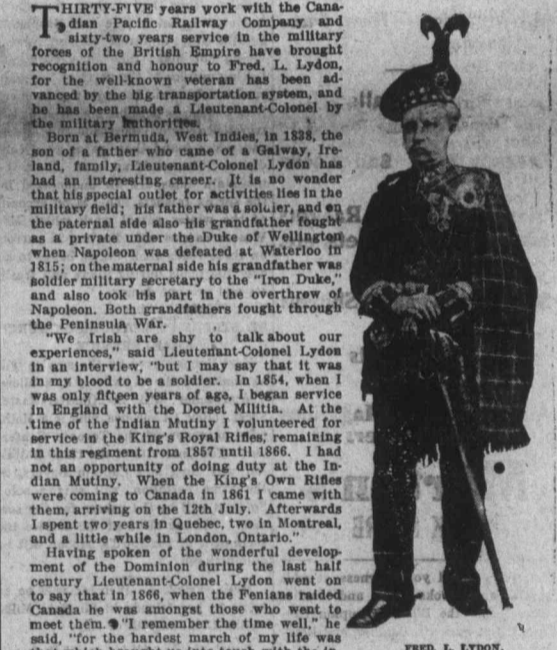 THIRTY-FIVE years work with the Cana-
dian Pacific Railway Company and
sixty-two years service in the military
forces of the British Empire have brought
recognition and honour to Fred. L. Lydon,
for the well-known veteran has been ad-
vanced by the big transportation system, and
he has been made a Lieutenant-Colonel by
the military authorities.
Born at Bermuda, West Indies, in 1838, the
son of a father who came of a Galway, Ire-
land, family, Lieutenant-Colonel Lydon has
had an interesting career. It is no wonder
that his special outlet for activities lies in the
military field; his father was a soldier, and on
the paternal side also his grandfather fought
as a private under the Duke of Wellington
when Napoleon was defeated at Waterloo in
1815; on the maternal side his grandfather was
soldier military secretary to the "Iron Duke,"
and also took his part in the overthrow of
Napoleon. Both grandfathers fought through
the Peninsula War.
"We Irish are shy to talk about our
experiences," said Lieutenant-Colonel Lydon
in an interview, "but I may say that it was
in my blood to be a soldier. In 1854, when I
was only fifteen years of age, I began service
in England with the Dorset Militia. At the
time of the Indian Mutiny I volunteered for
service in the King's Royal Rifles, remaining
in this regiment from 1857 until 1866. I had
not an opportunity of doing duty at the In-
dian Mutiny. When the King's Own Rifles
were coming to Canada in 1861 I came with
them, arriving on the 12th July. Afterwards
I spent two years in Quebec, two in Montreal,
and a little while in London, Ontario."
Having spoken of the wonderful develop-
ment of the Dominion during the last half
century Lieutenant-Colonel Lydon went on
to say that in 1866, when the Fenians raided
Canada he was amongst those who went to
meet them. "I remember the time well," he
said, "for the hardest march of my life was
FRED. L. LYDON.